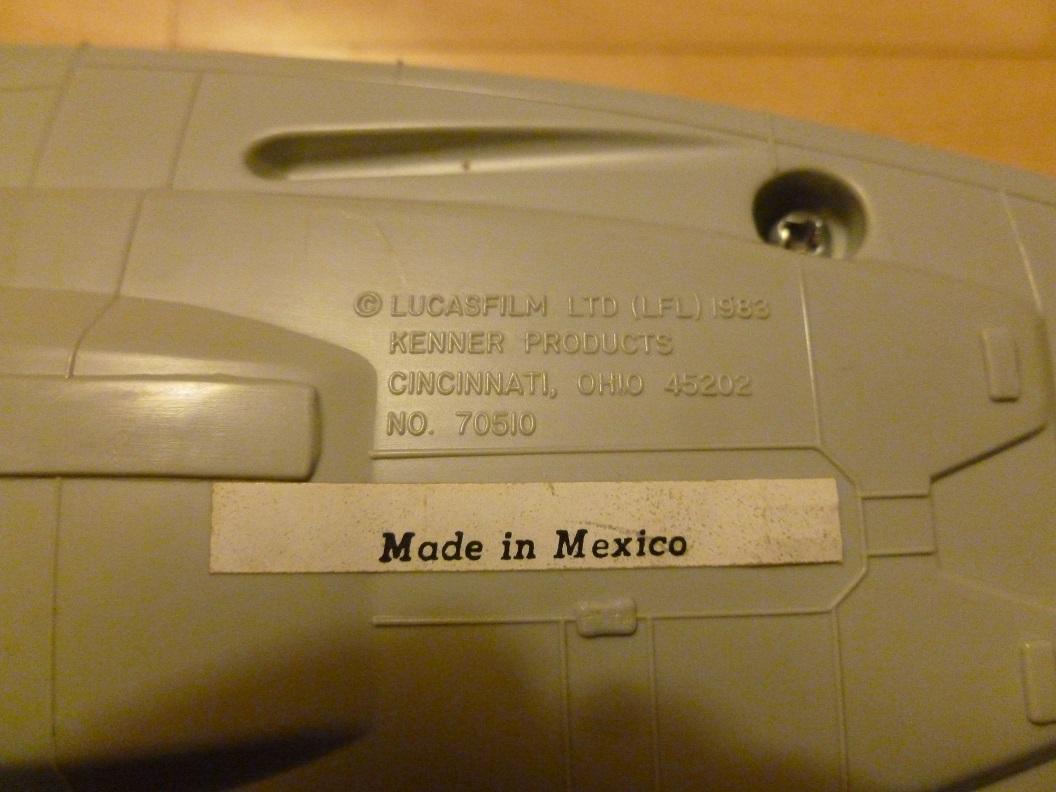 © LUCASFILM LTD (LFL) 1983
KENNER PRODUCTS
CINCINNATI, OHIO 45202
NO. 70510
Made in Mexico